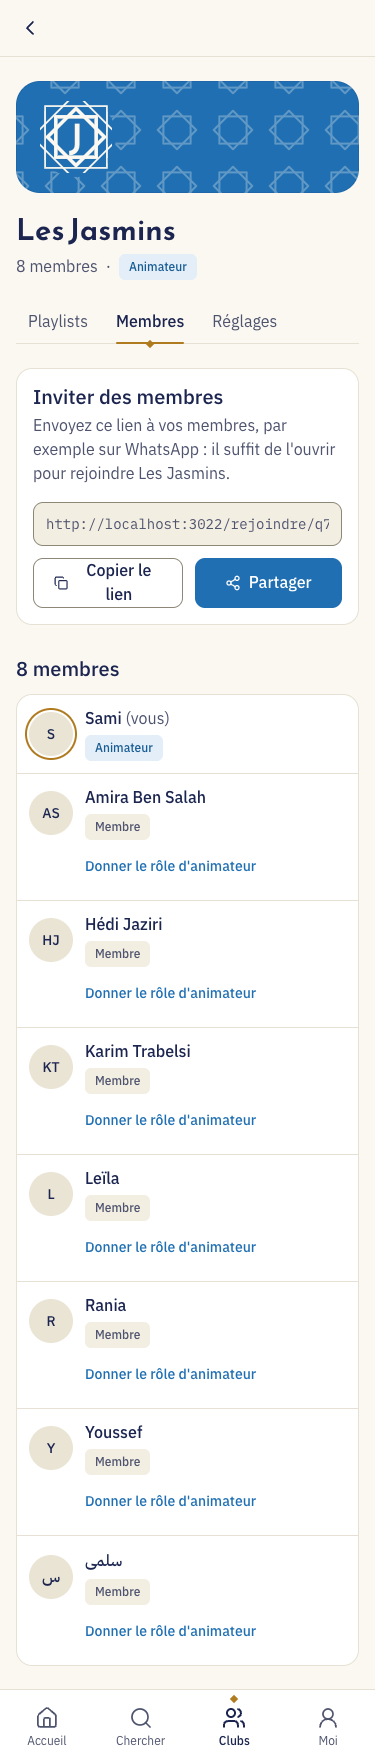 J
Les Jasmins
8 membres · Animateur
Playlists Membres Réglages
Inviter des membres
Envoyez ce lien à vos membres, par
exemple sur WhatsApp : il suffit de l'ouvrir
pour rejoindre Les Jasmins.
http://localhost:3022/rejoindre/q7
Copier le
lien
Partager
8 membres
S
Sami (vous)
Animateur
AS
Amira Ben Salah
Membre
Donner le rôle d'animateur
HJ
Hédi Jaziri
Membre
Donner le rôle d'animateur
KT
Karim Trabelsi
Membre
Donner le rôle d'animateur
L
Leïla
Membre
Donner le rôle d'animateur
R
Rania
Membre
Donner le rôle d'animateur
Y
Youssef
Membre
Donner le rôle d'animateur
س
سلمى
Membre
Donner le rôle d'animateur
Accueil Chercher Clubs Moi